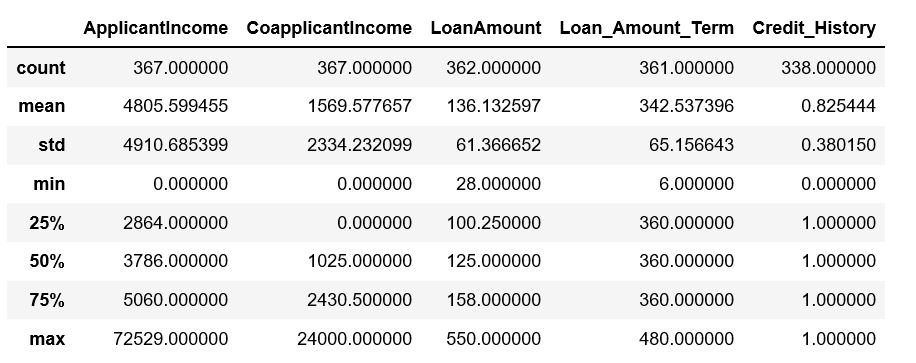 ApplicantIncome CoapplicantIncome LoanAmount Loan_Amount_Term Credit_History
count 367.000000 367.000000 362.000000 361.000000 338.000000
mean 4805.599455 1569.577657 136.132597 342.537396 0.825444
std 4910.685399 2334.232099 61.366652 65.156643 0.380150
min 0.000000 0.000000 28.000000 6.000000 0.000000
25% 2864.000000 0.000000 100.250000 360.000000 1.000000
50% 3786.000000 1025.000000 125.000000 360.000000 1.000000
75% 5060.000000 2430.500000 158.000000 360.000000 1.000000
max 72529.000000 24000.000000 550.000000 480.000000 1.000000